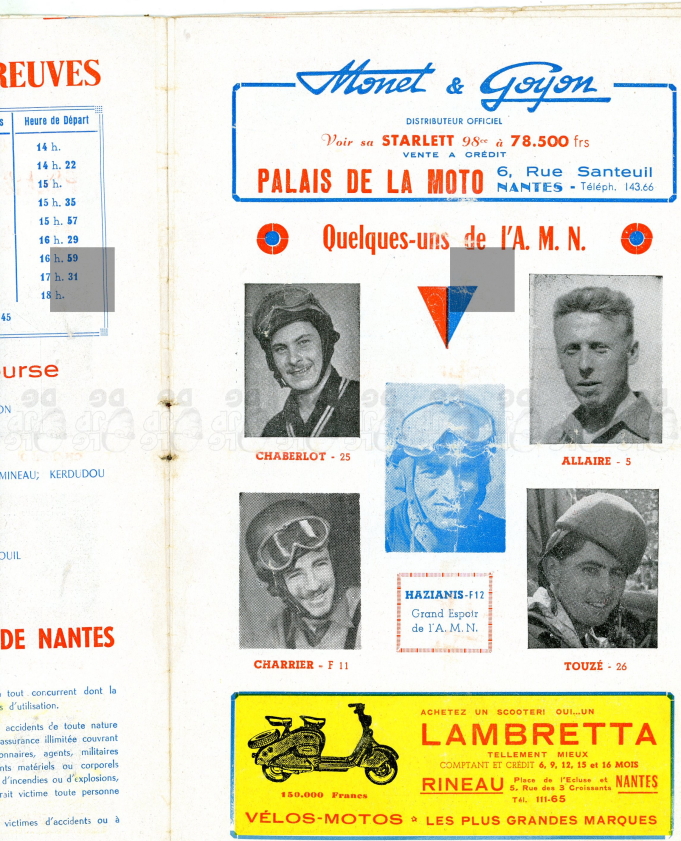 REUVES
s Heure de Départ
14 h.
14 h. 22
15 h.
15 h. 35
15 h. 57
16 h. 29
16 h. 59
17 h. 31
18 h.
45
urse
ON
MINEAU; KERDUDOU
OUIL
DE NANTES
à tout concurrent dont la
s d'utilisation.
accidents de toute nature
assurance illimitée couvrant
onnaires, agents, militaires
nts matériels ou corporels
d'incendies ou d'explosions,
rait victime toute personne
victimes d'accidents ou à
Monet & Goyon
DISTRIBUTEUR OFFICIEL
Voir sa STARLETT 98cc à 78.500 frs
VENTE A CRÉDIT
PALAIS DE LA MOTO
6, Rue Santeuil
NANTES - Téléph. 143.66
Quelques-uns de l'A. M. N.
CHABERLOT - 25
ALLAIRE - 5
HAZIANIS-F12
Grand Espoir
de l'A. M. N.
CHARRIER - F 11
TOUZÉ - 26
ACHETEZ UN SCOOTER! OUI...UN
LAMBRETTA
TELLEMENT MIEUX
COMPTANT ET CRÉDIT 6, 9, 12, 15 et 16 MOIS
150.000 Francs
RINEAU Place de l'Ecluse et
5, Rue des 3 Croissants NANTES
Tél. 111-65
VÉLOS-MOTOS * LES PLUS GRANDES MARQUES